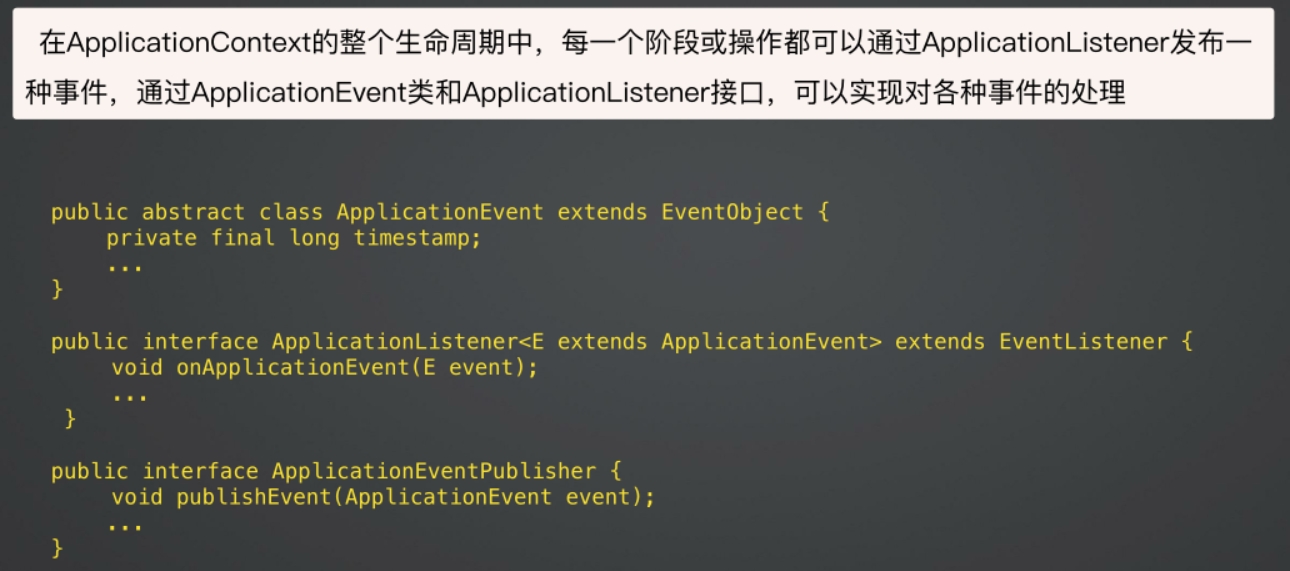 在ApplicationContext的整个生命周期中，每一个阶段或操作都可以通过ApplicationListener发布一
种事件，通过ApplicationEvent类和ApplicationListener接口，可以实现对各种事件的处理
public abstract class ApplicationEvent extends EventObject {
private final long timestamp;
...
}
public interface ApplicationListener<E extends ApplicationEvent> extends EventListener {
void onApplicationEvent(E event);
...
}
public interface ApplicationEventPublisher {
void publishEvent(ApplicationEvent event);
...
}